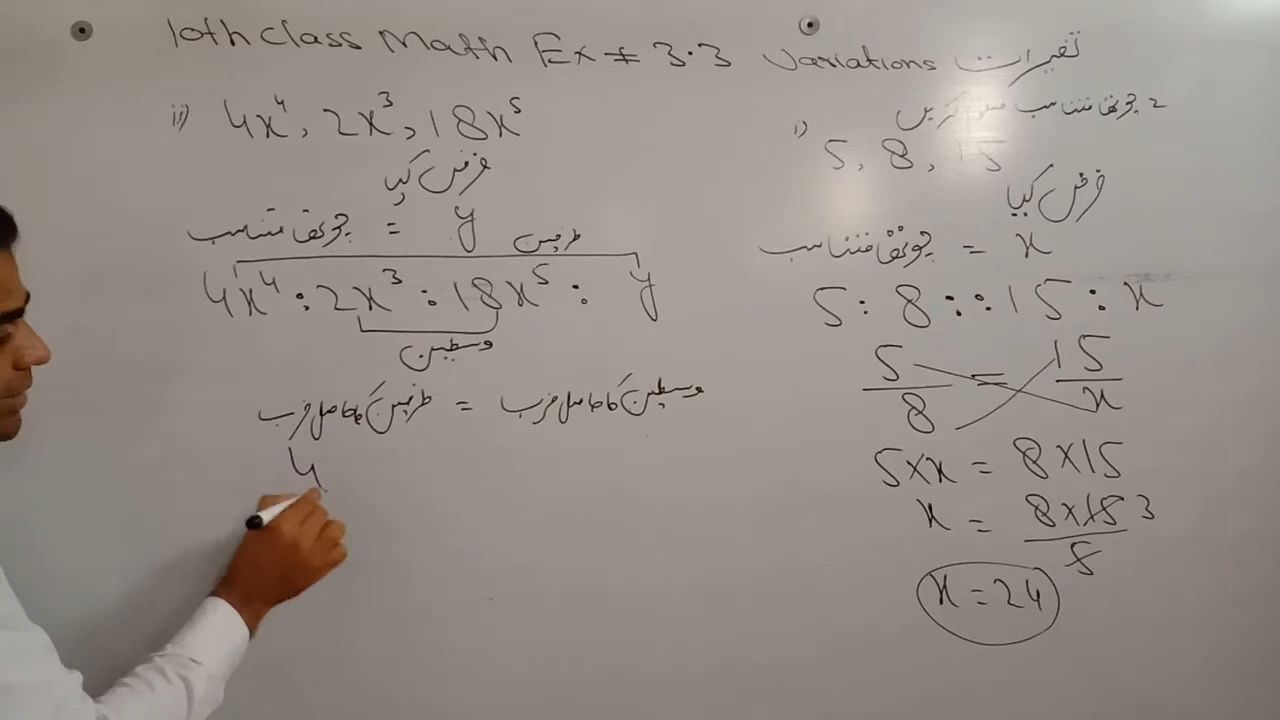 10th class Math Ex # 3.3 Variations تغیرات
ii) 4x⁴, 2x³, 18x⁵
فرض کیا
چوتھا متناسب = y
طرفین
4x⁴ : 2x³ : 18x⁵ : y
وسطین
طرفین کا حاصل ضرب = وسطین کا حاصل ضرب
4
2 چوتھا متناسب کریں
i) 5, 8, 15
فرض کیا
چوتھا متناسب = x
5 : 8 :: 15 : x
5/8 = 15/x
5×x = 8×15
x = 8×15 3/5
x = 24